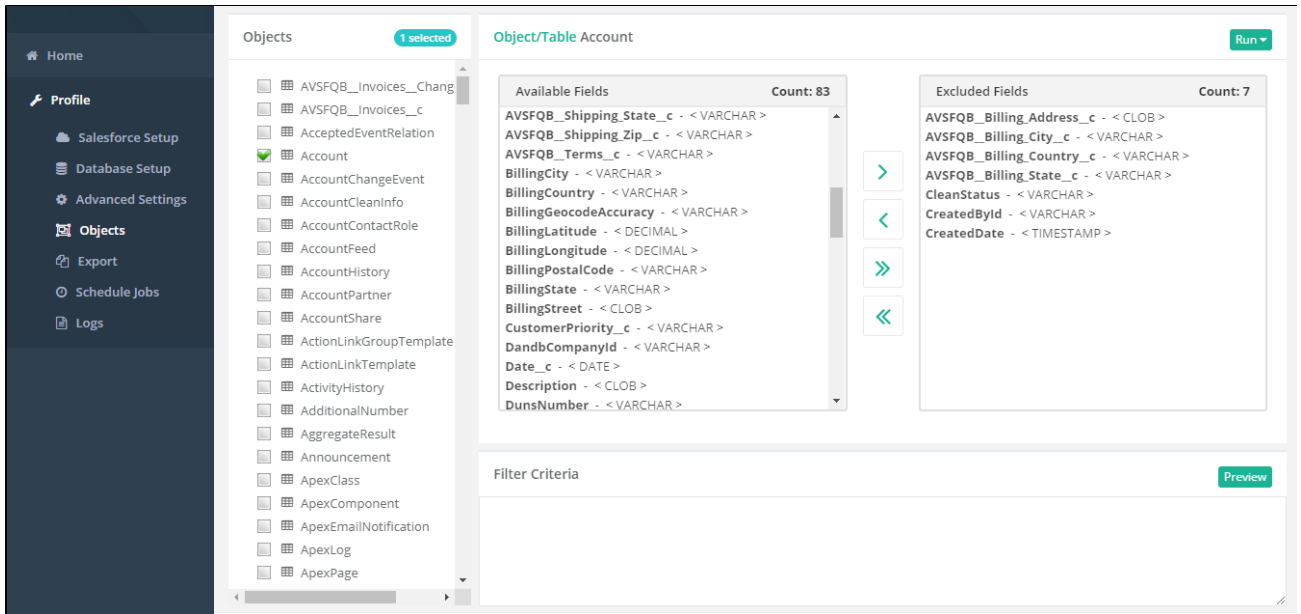 Home
Profile
Salesforce Setup
Database Setup
Advanced Settings
Objects
Export
Schedule Jobs
Logs
Objects 1 selected
AVSFQB__Invoices__Chang
AVSFQB__Invoices_c
AcceptedEventRelation
Account
AccountChangeEvent
AccountCleanInfo
AccountContactRole
AccountFeed
AccountHistory
AccountPartner
AccountShare
ActionLinkGroupTemplate
ActionLinkTemplate
ActivityHistory
AdditionalNumber
AggregateResult
Announcement
ApexClass
ApexComponent
ApexEmailNotification
ApexLog
ApexPage
Object/Table Account Run
Available Fields Count: 83
AVSFQB__Shipping_State__c - < VARCHAR >
AVSFQB__Shipping_Zip__c - < VARCHAR >
AVSFQB__Terms_c - < VARCHAR >
BillingCity - < VARCHAR >
BillingCountry - < VARCHAR >
BillingGeocodeAccuracy - < VARCHAR >
BillingLatitude - < DECIMAL >
BillingLongitude - < DECIMAL >
BillingPostalCode - < VARCHAR >
BillingState - < VARCHAR >
BillingStreet - < CLOB >
CustomerPriority__c - < VARCHAR >
DandbCompanyId - < VARCHAR >
Date__c - < DATE >
Description - < CLOB >
DunsNumber - < VARCHAR >
Excluded Fields Count: 7
AVSFQB__Billing_Address__c - < CLOB >
AVSFQB__Billing_City__c - < VARCHAR >
AVSFQB__Billing_Country__c - < VARCHAR >
AVSFQB__Billing_State__c - < VARCHAR >
CleanStatus - < VARCHAR >
CreatedById - < VARCHAR >
CreatedDate - < TIMESTAMP >
Filter Criteria Preview